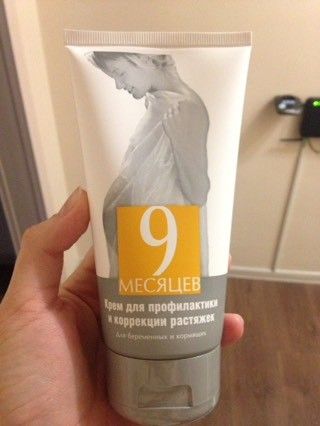 9
МЕСЯЦЕВ
Крем для профилактики
и коррекции растяжек
Для беременных и кормящих